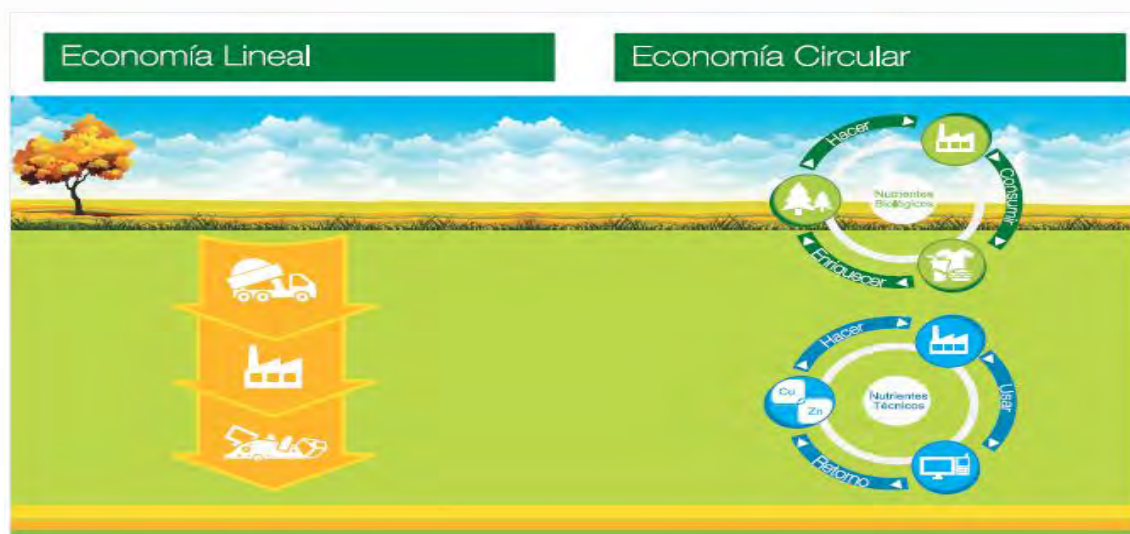 Economía Lineal
Economía Circular
Hacer
Consumir
Enriquecer
Nutrientes
Biológicos
Hacer
Usar
Retorno
Cu
Zn
Nutrientes
Técnicos